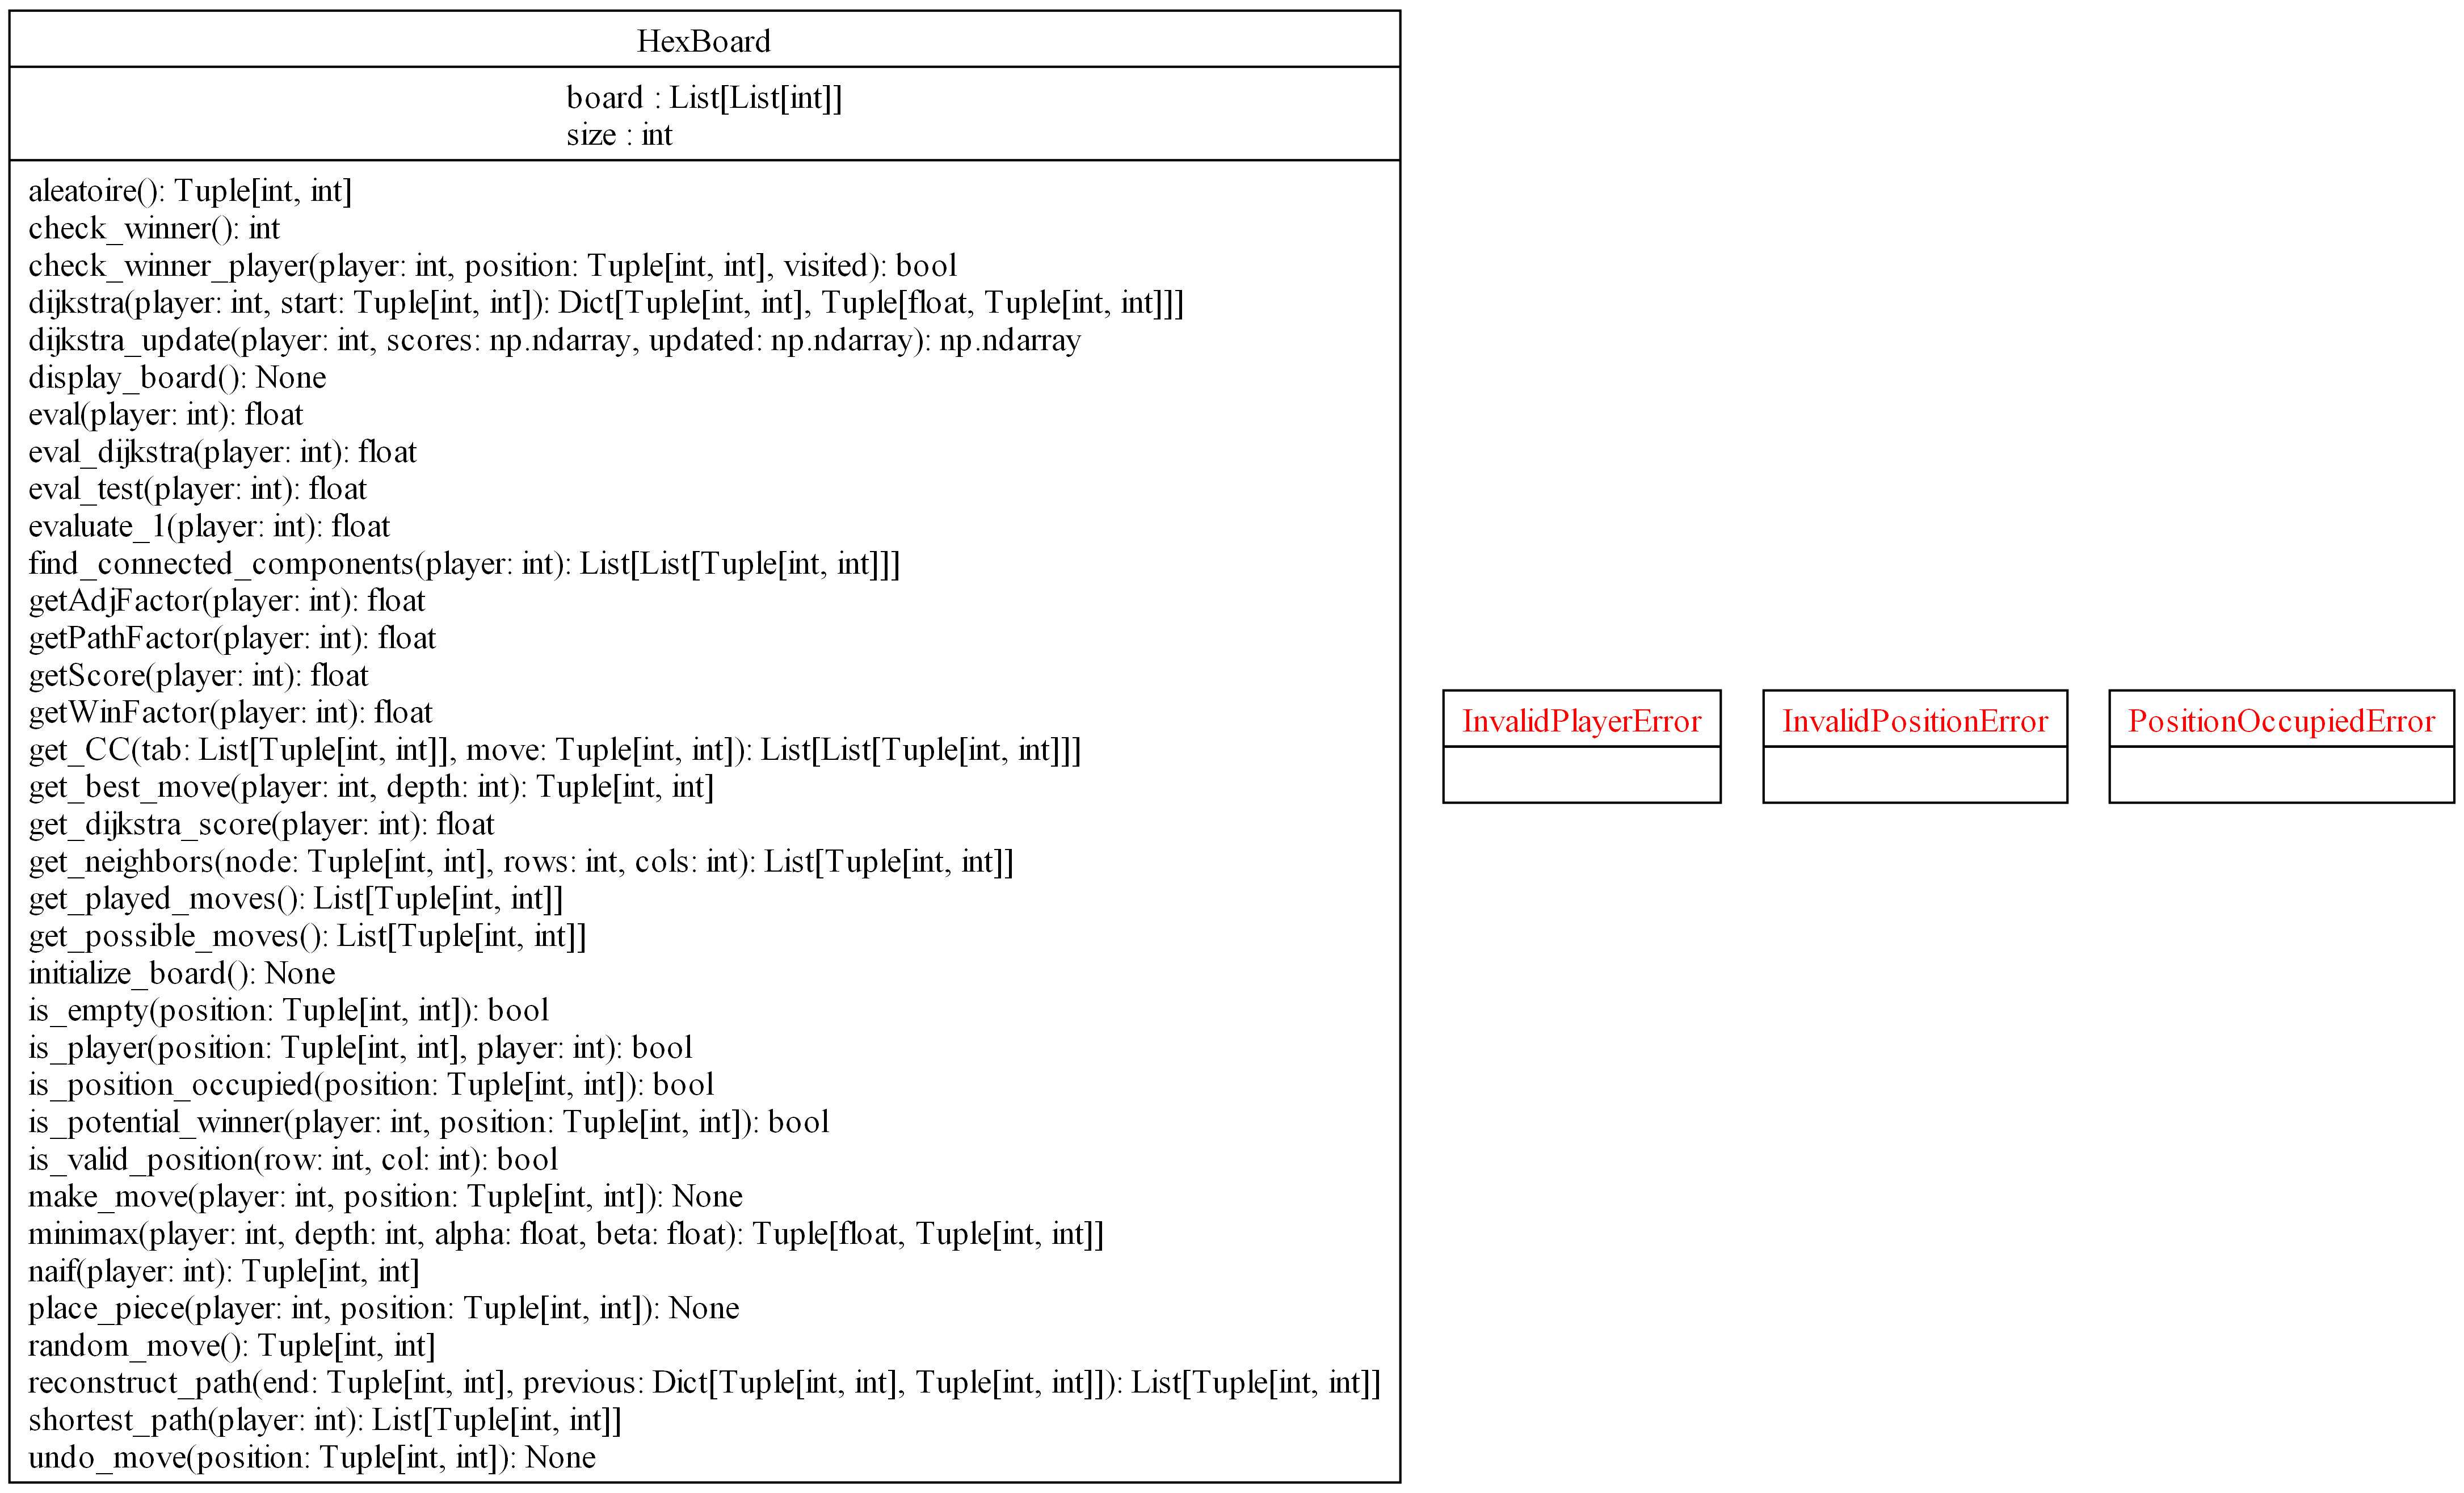 HexBoard
board : List[List[int]]
size : int
aleatoire(): Tuple[int, int]
check_winner(): int
check_winner_player(player: int, position: Tuple[int, int], visited): bool
dijkstra(player: int, start: Tuple[int, int]): Dict[Tuple[int, int], Tuple[float, Tuple[int, int]]]
dijkstra_update(player: int, scores: np.ndarray, updated: np.ndarray): np.ndarray
display_board(): None
eval(player: int): float
eval_dijkstra(player: int): float
eval_test(player: int): float
evaluate_1(player: int): float
find_connected_components(player: int): List[List[Tuple[int, int]]]
getAdjFactor(player: int): float
getPathFactor(player: int): float
getScore(player: int): float
getWinFactor(player: int): float
get_CC(tab: List[Tuple[int, int]], move: Tuple[int, int]): List[List[Tuple[int, int]]]
get_best_move(player: int, depth: int): Tuple[int, int]
get_dijkstra_score(player: int): float
get_neighbors(node: Tuple[int, int], rows: int, cols: int): List[Tuple[int, int]]
get_played_moves(): List[Tuple[int, int]]
get_possible_moves(): List[Tuple[int, int]]
initialize_board(): None
is_empty(position: Tuple[int, int]): bool
is_player(position: Tuple[int, int], player: int): bool
is_position_occupied(position: Tuple[int, int]): bool
is_potential_winner(player: int, position: Tuple[int, int]): bool
is_valid_position(row: int, col: int): bool
make_move(player: int, position: Tuple[int, int]): None
minimax(player: int, depth: int, alpha: float, beta: float): Tuple[float, Tuple[int, int]]
naif(player: int): Tuple[int, int]
place_piece(player: int, position: Tuple[int, int]): None
random_move(): Tuple[int, int]
reconstruct_path(end: Tuple[int, int], previous: Dict[Tuple[int, int], Tuple[int, int]]): List[Tuple[int, int]]
shortest_path(player: int): List[Tuple[int, int]]
undo_move(position: Tuple[int, int]): None
InvalidPlayerError
InvalidPositionError
PositionOccupiedError